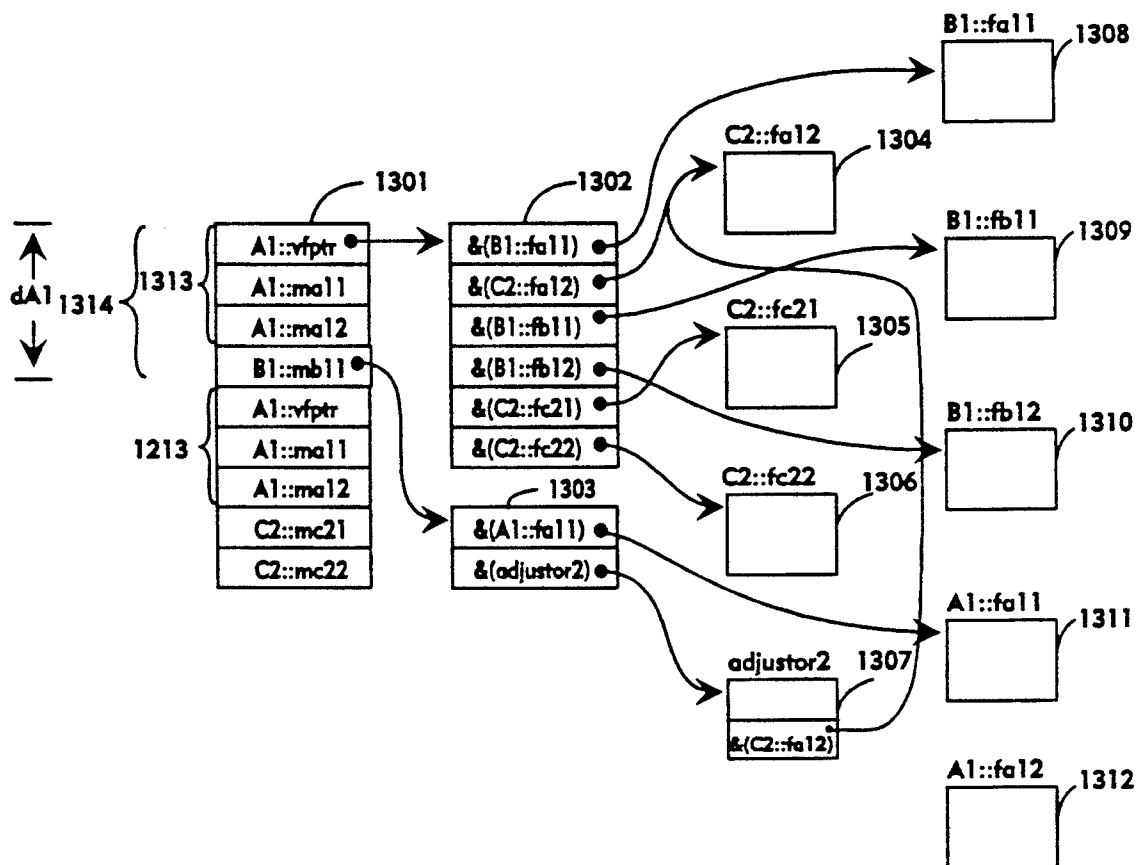 B1::fa11
1308
C2::fa12
1304
1301
1302
B1::fb11
1309
dA1
1314
1313
A1::vfptr
A1::ma11
A1::ma12
B1::mb11
A1::vfptr
A1::ma11
A1::ma12
C2::mc21
C2::mc22
1213
&(B1::fa11)
&(C2::fa12)
&(B1::fb11)
&(B1::fb12)
&(C2::fc21)
&(C2::fc22)
C2::fc21
1305
B1::fb12
1310
C2::fc22
1306
1303
&(A1::fa11)
&(adjustor2)
A1::fa11
1311
adjustor2
1307
&(C2::fa12)
A1::fa12
1312